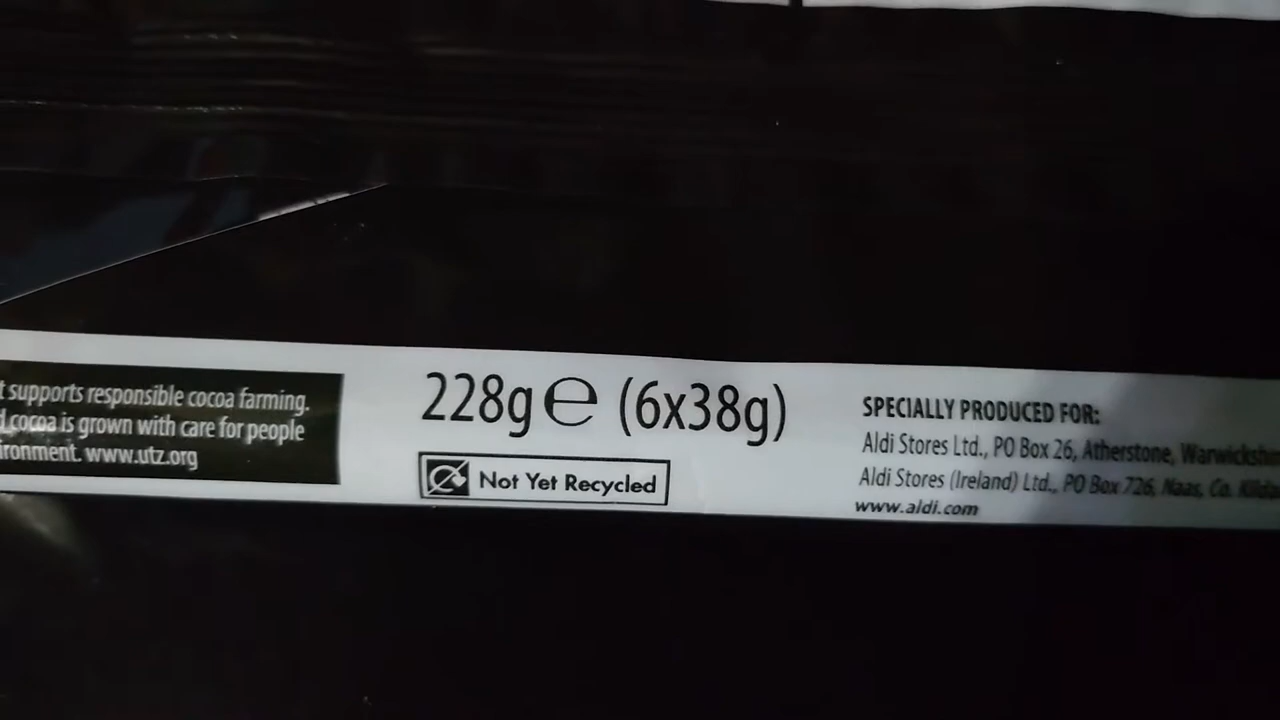 t supports responsible cocoa farming.
cocoa is grown with care for people
ironment. www.utz.org
228g e (6x38g)
Not Yet Recycled
SPECIALLY PRODUCED FOR:
Aldi Stores Ltd., PO Box 26, Atherstone, Warwickshi
Aldi Stores (Ireland) Ltd., PO Box 726, Naas, Co. Kilda
www.aldi.com